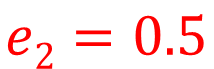 e₂ = 0.5